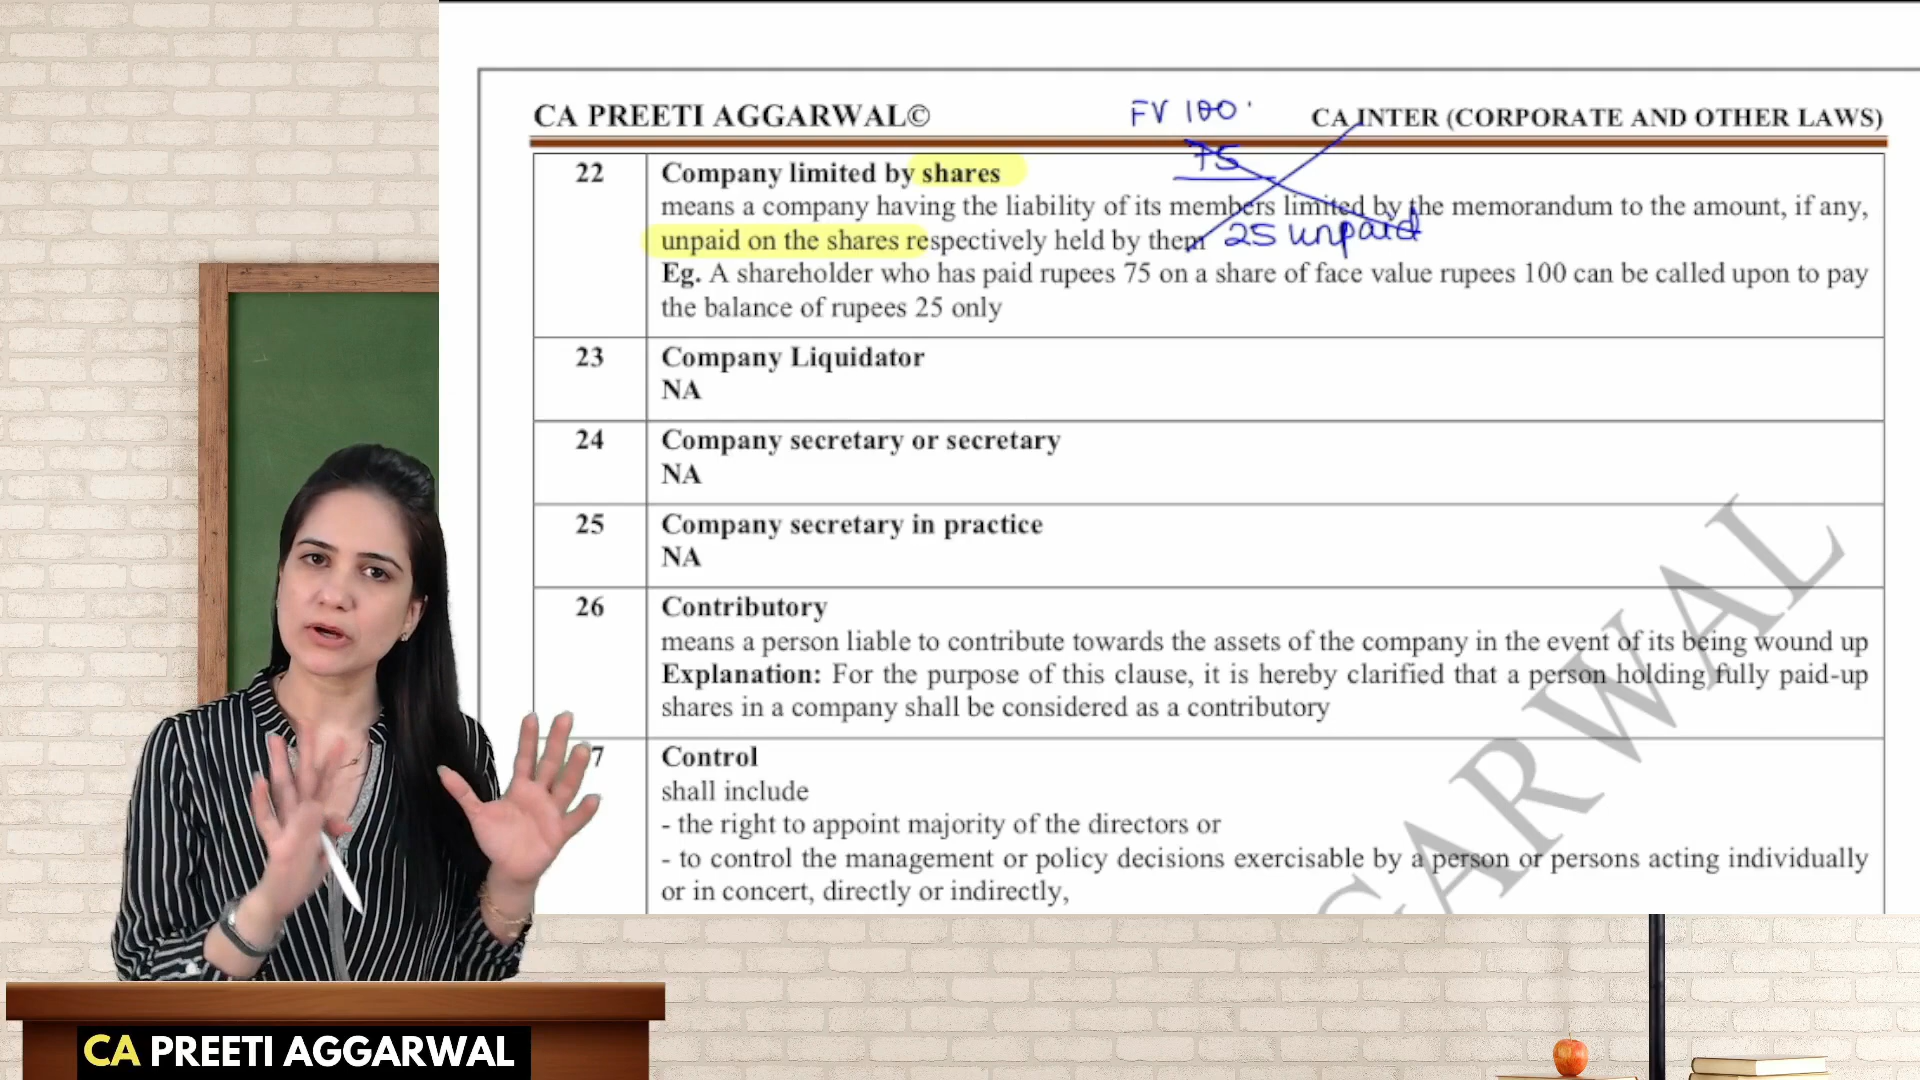 CA PREETI AGGARWAL©
FV 100
CA INTER (CORPORATE AND OTHER LAWS)
75
22
Company limited by shares
means a company having the liability of its members limited by the memorandum to the amount, if any,
unpaid on the shares respectively held by them
25 unpaid
Eg. A shareholder who has paid rupees 75 on a share of face value rupees 100 can be called upon to pay
the balance of rupees 25 only
23
Company Liquidator
NA
24
Company secretary or secretary
NA
25
Company secretary in practice
NA
26
Contributory
means a person liable to contribute towards the assets of the company in the event of its being wound up
Explanation: For the purpose of this clause, it is hereby clarified that a person holding fully paid-up
shares in a company shall be considered as a contributory
7
Control
shall include
- the right to appoint majority of the directors or
- to control the management or policy decisions exercisable by a person or persons acting individually
or in concert, directly or indirectly,
GARWAL
CA PREETI AGGARWAL